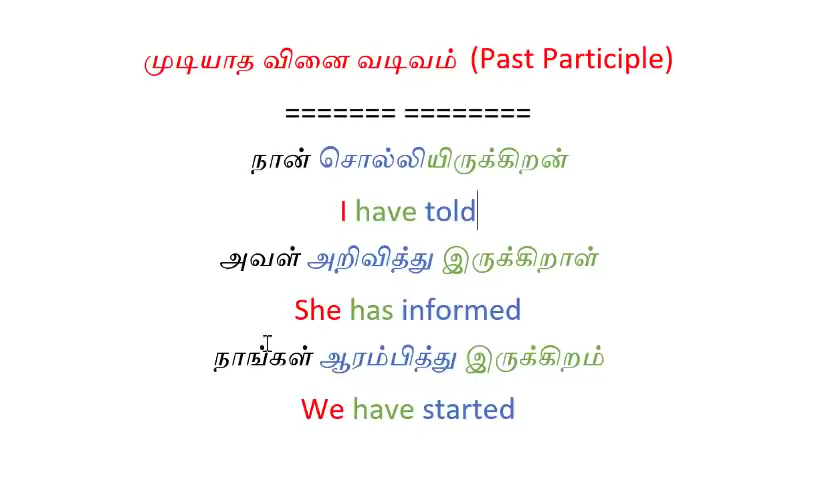 முடியாத வினை வடிவம் (Past Participle)
======= ========
நான் சொல்லியிருக்கிறன்
I have told
அவள் அறிவித்து இருக்கிறாள்
She has informed
நாங்கள் ஆரம்பித்து இருக்கிறம்
We have started